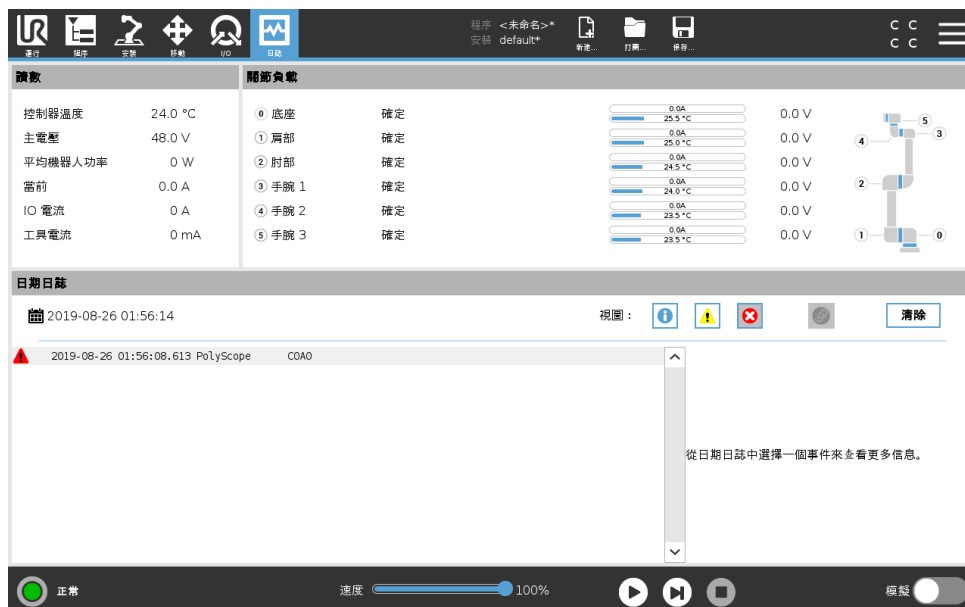 程序 <未命名>*
安裝 default*
運行 程序 安裝 移動 I/O 日誌 新建... 打開... 保存...
C C
C C
讀數 關節負載
控制器溫度 24.0 °C 0 底座 確定 0.0A 25.5 °C 0.0 V
主電壓 48.0 V 1 肩部 確定 0.0A 25.0 °C 0.0 V
平均機器人功率 0 W 2 肘部 確定 0.0A 24.5 °C 0.0 V
當前 0.0 A 3 手腕 1 確定 0.0A 24.0 °C 0.0 V
IO 電流 0 A 4 手腕 2 確定 0.0A 23.5 °C 0.0 V
工具電流 0 mA 5 手腕 3 確定 0.0A 23.5 °C 0.0 V
5
4 3
2
1 0
日期日誌
2019-08-26 01:56:14 視圖： 清除
2019-08-26 01:56:08.613 PolyScope C0A0
從日期日誌中選擇一個事件來查看更多信息。
正常 速度 100% 模擬